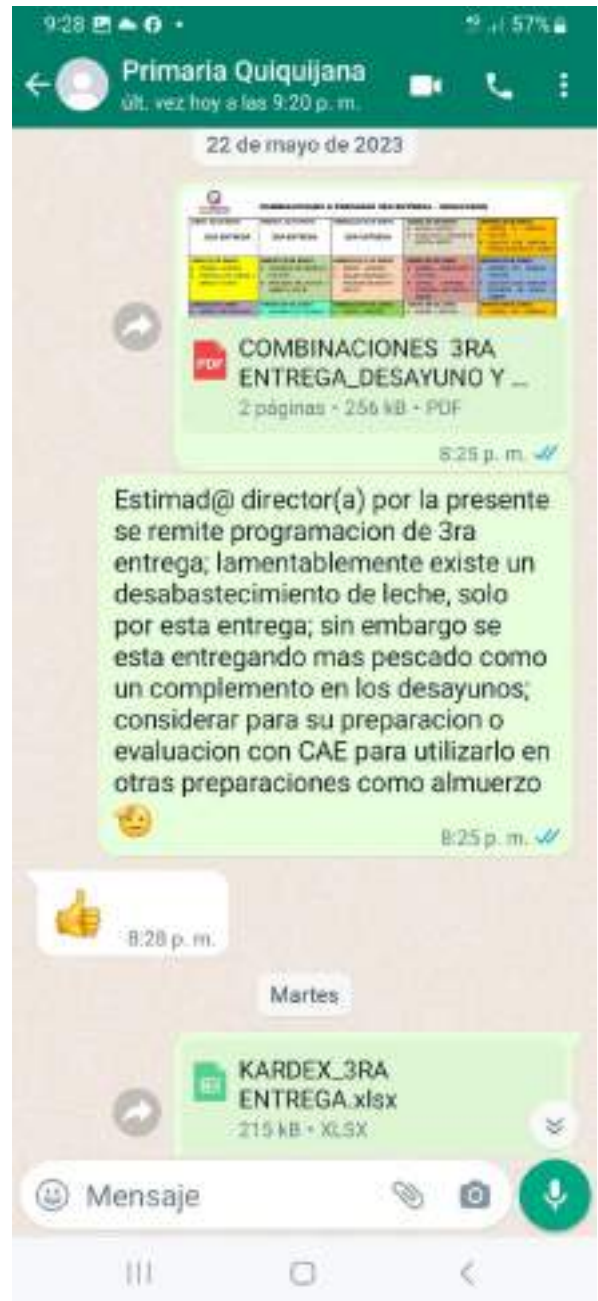 9:28
57%
Primaria Quiquijana
últ. vez hoy a las 9:20 p. m.
22 de mayo de 2023
PDF
COMBINACIONES 3RA
ENTREGA_DESAYUNO Y ...
2 páginas • 256 kB • PDF
8:25 p. m.
Estimad@ director(a) por la presente
se remite programacion de 3ra
entrega; lamentablemente existe un
desabastecimiento de leche, solo
por esta entrega; sin embargo se
esta entregando mas pescado como
un complemento en los desayunos;
considerar para su preparacion o
evaluacion con CAE para utilizarlo en
otras preparaciones como almuerzo
8:25 p. m.
8:28 p. m.
Martes
KARDEX_3RA
ENTREGA.xlsx
215 kB • XLSX
Mensaje